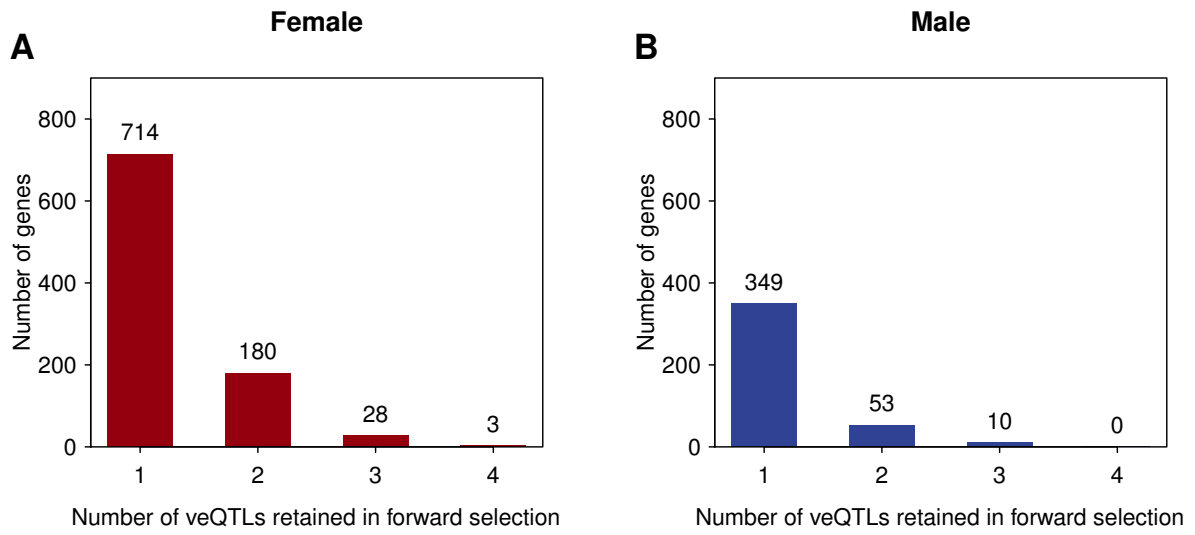 Female
A
Number of genes
800
600
400
200
0
714
180
28
3
1 2 3 4
Number of veQTLs retained in forward selection
Male
B
Number of genes
800
600
400
200
0
349
53
10
0
1 2 3 4
Number of veQTLs retained in forward selection